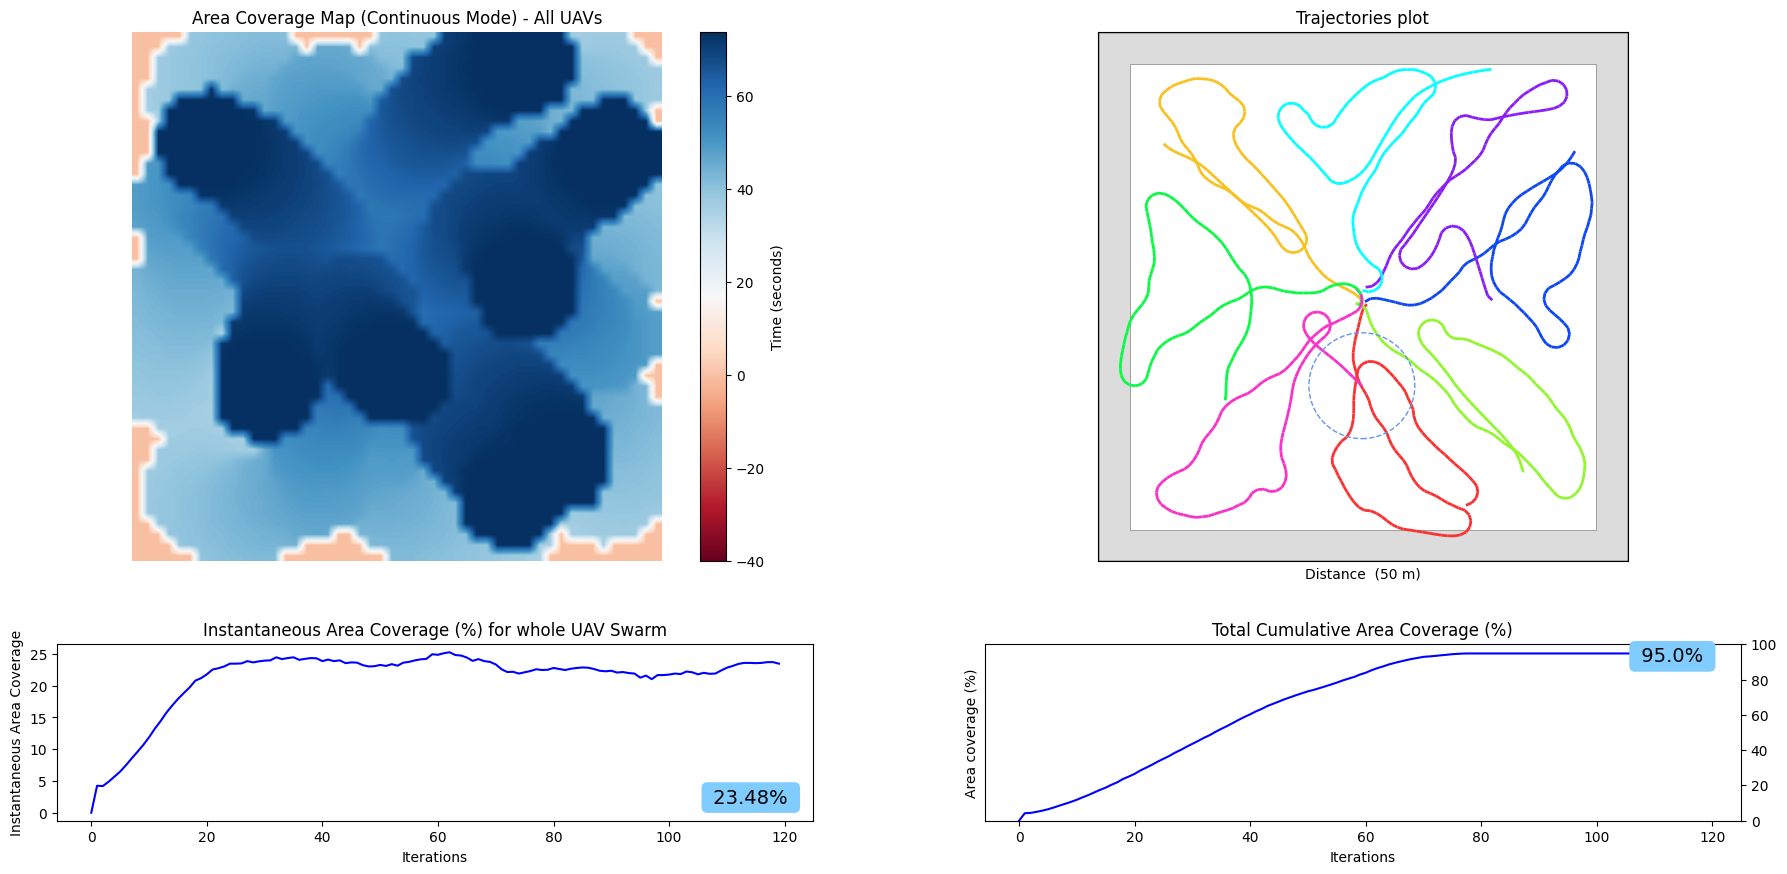 Area Coverage Map (Continuous Mode) - All UAVs
60
40
20
0
−20
−40
Time (seconds)
Trajectories plot
Distance  (50 m)
Instantaneous Area Coverage (%) for whole UAV Swarm
Instantaneous Area Coverage
25
20
15
10
5
0
23.48%
0 20 40 60 80 100 120
Iterations
Total Cumulative Area Coverage (%)
Area coverage (%)
95.0%
100
80
60
40
20
0
0 20 40 60 80 100 120
Iterations